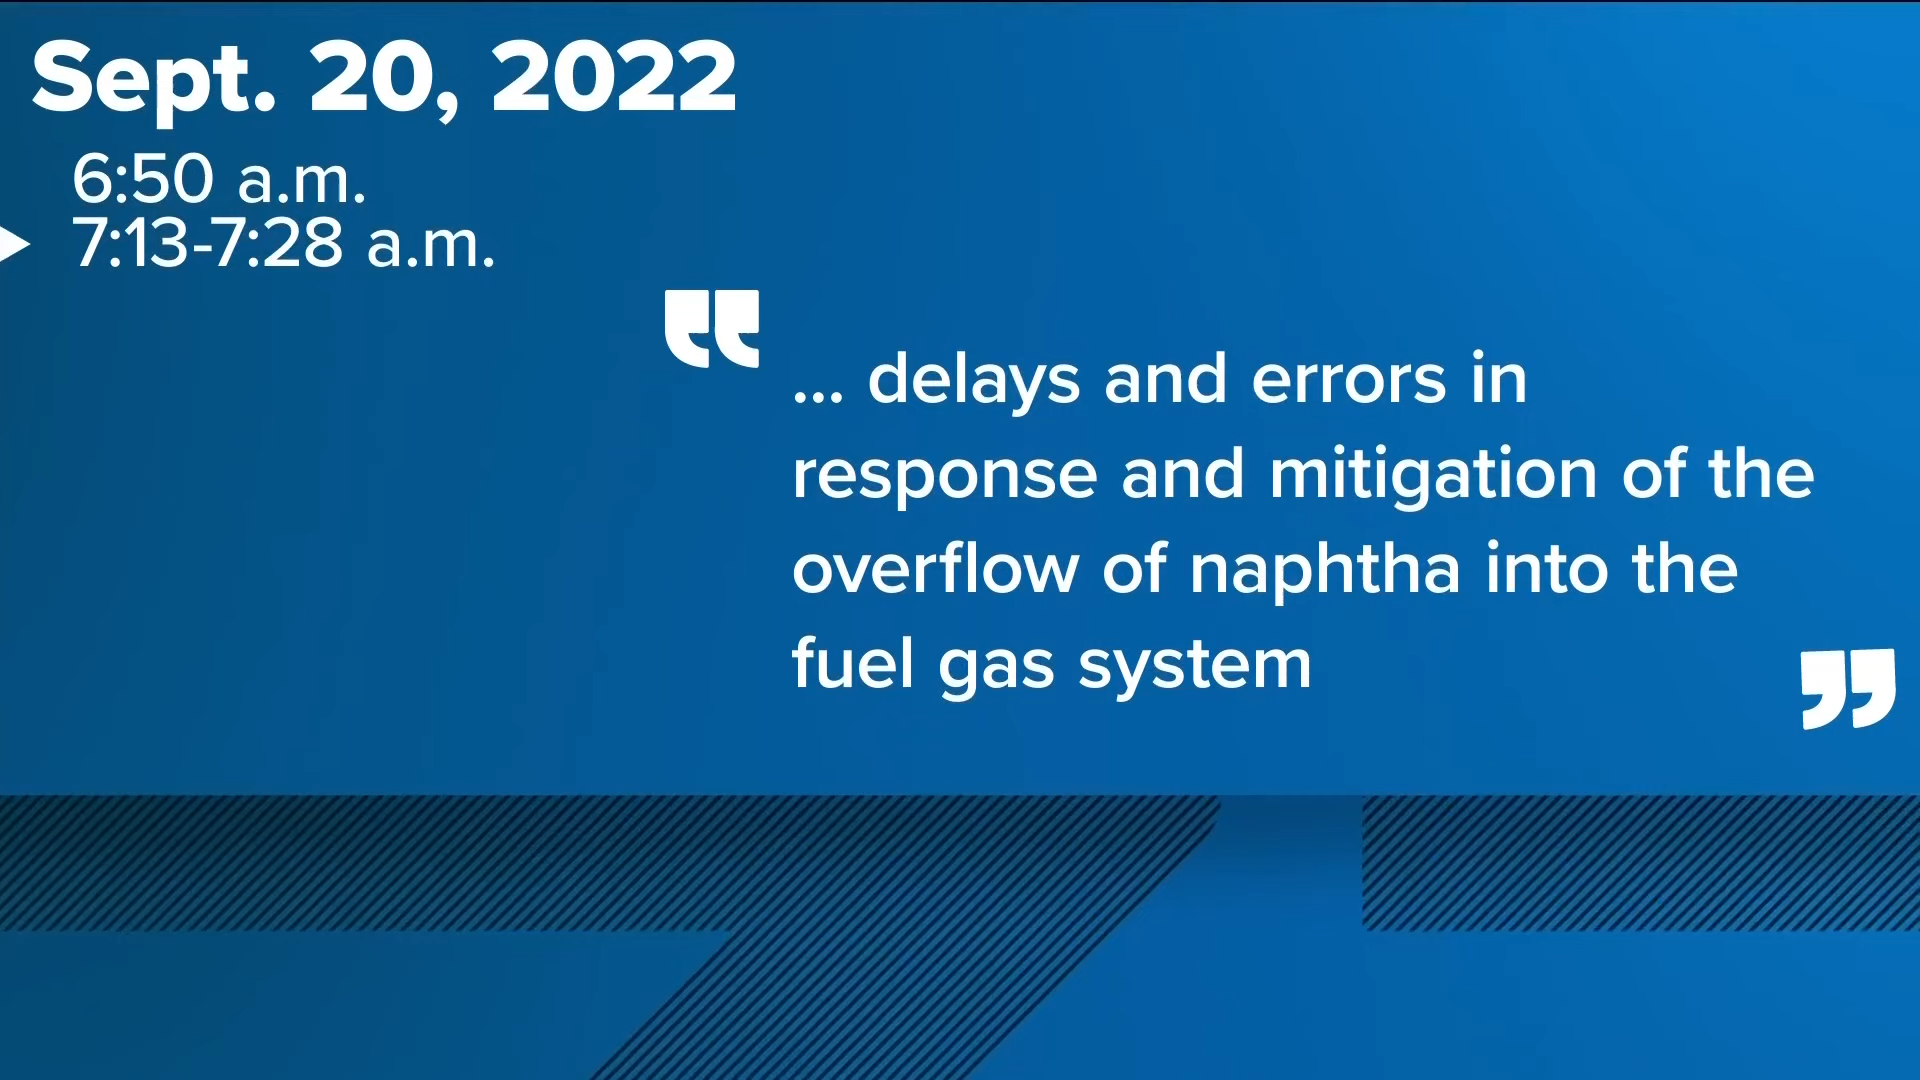 Sept. 20, 2022
6:50 a.m.
7:13-7:28 a.m.
“
... delays and errors in
response and mitigation of the
overflow of naphtha into the
fuel gas system
”